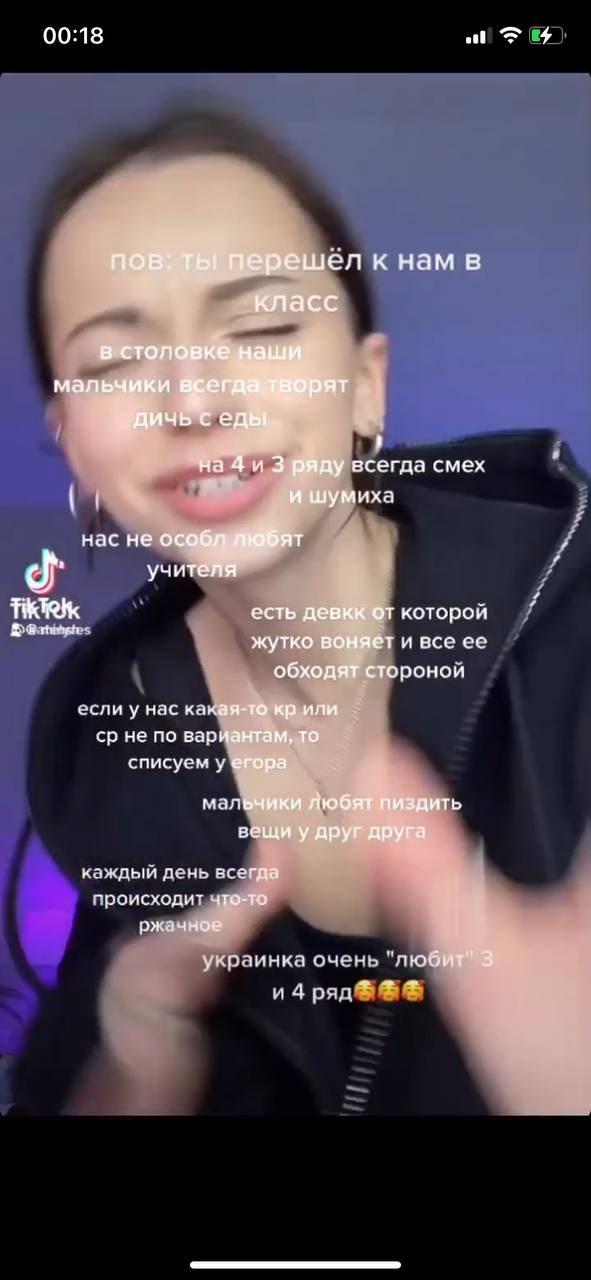 00:18
пов: ты перешёл к нам в
класс
в столовке наши
мальчики всегда творят
дичь с еды
на 4 и 3 ряду всегда смех
и шумиха
нас не особл любят
учителя
TikTok
есть девкк от которой
жутко воняет и все ее
обходят стороной
если у нас какая-то кр или
ср не по вариантам, то
списуем у егора
мальчики любят пиздить
вещи у друг друга
каждый день всегда
происходит что-то
ржачное
украинка очень "любит" 3
и 4 ряд🥰🥰🥰